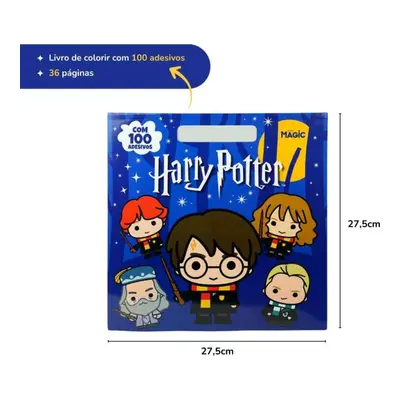 Livro de colorir com 100 adesivos
36 páginas
COM
100
ADESIVOS
MAGIC
Harry Potter
27,5cm
27,5cm